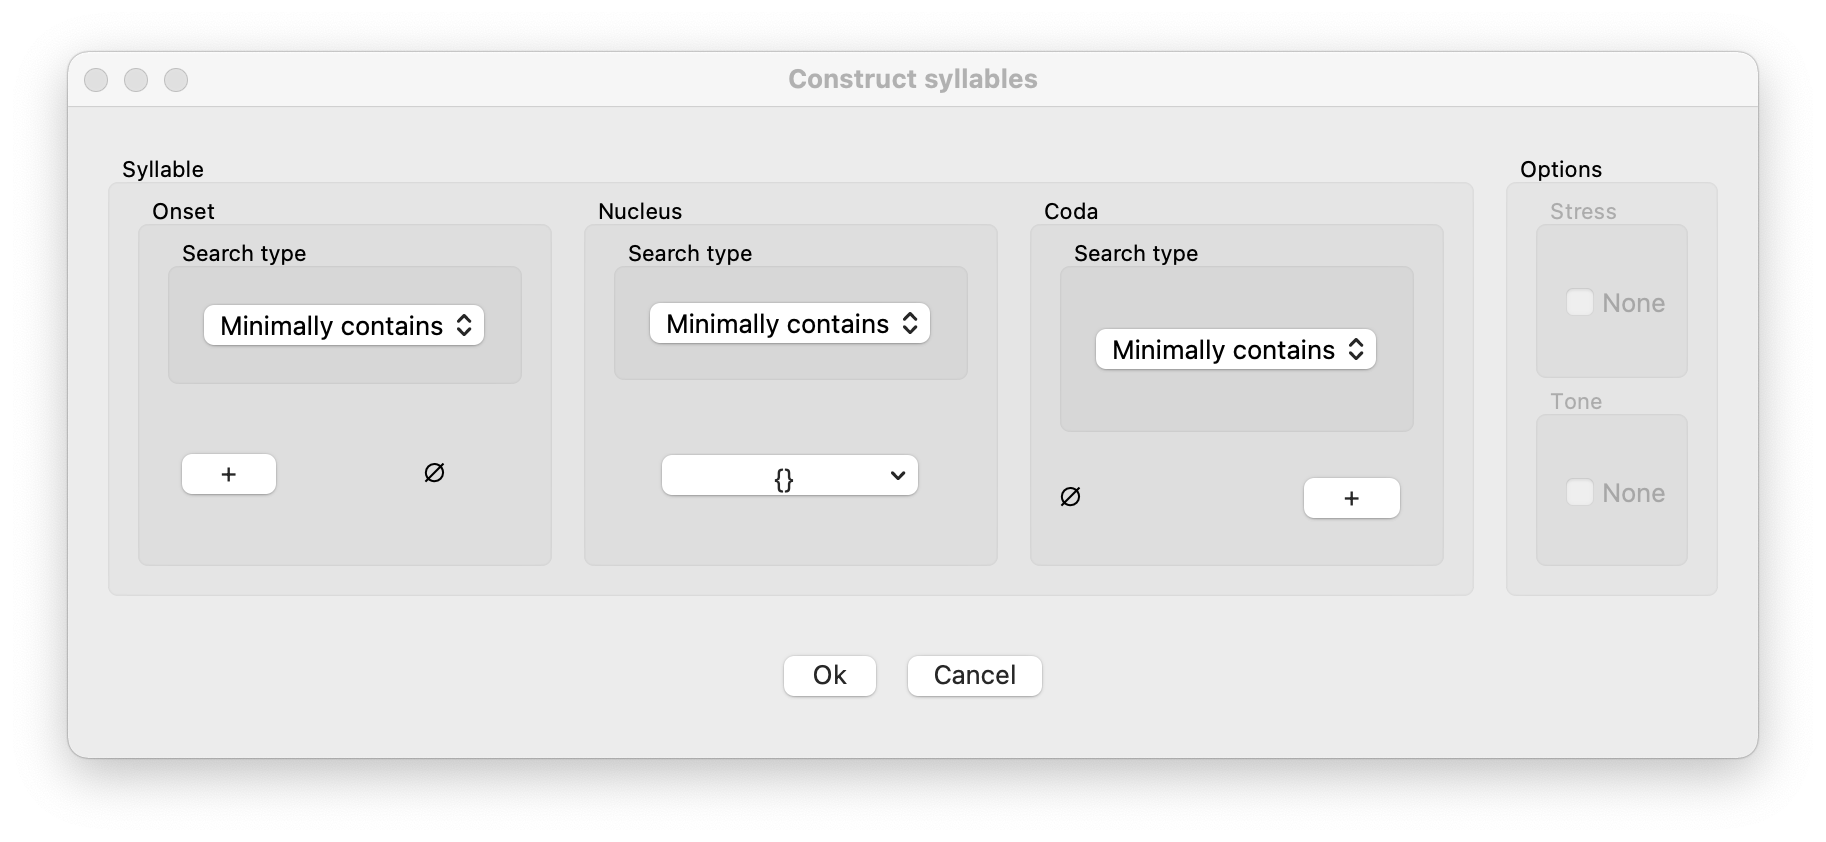 Construct syllables
Syllable
Options
Onset
Nucleus
Coda
Stress
Search type
Search type
Search type
Minimally contains
Minimally contains
Minimally contains
None
Tone
+
∅
{}
∅
+
None
Ok
Cancel